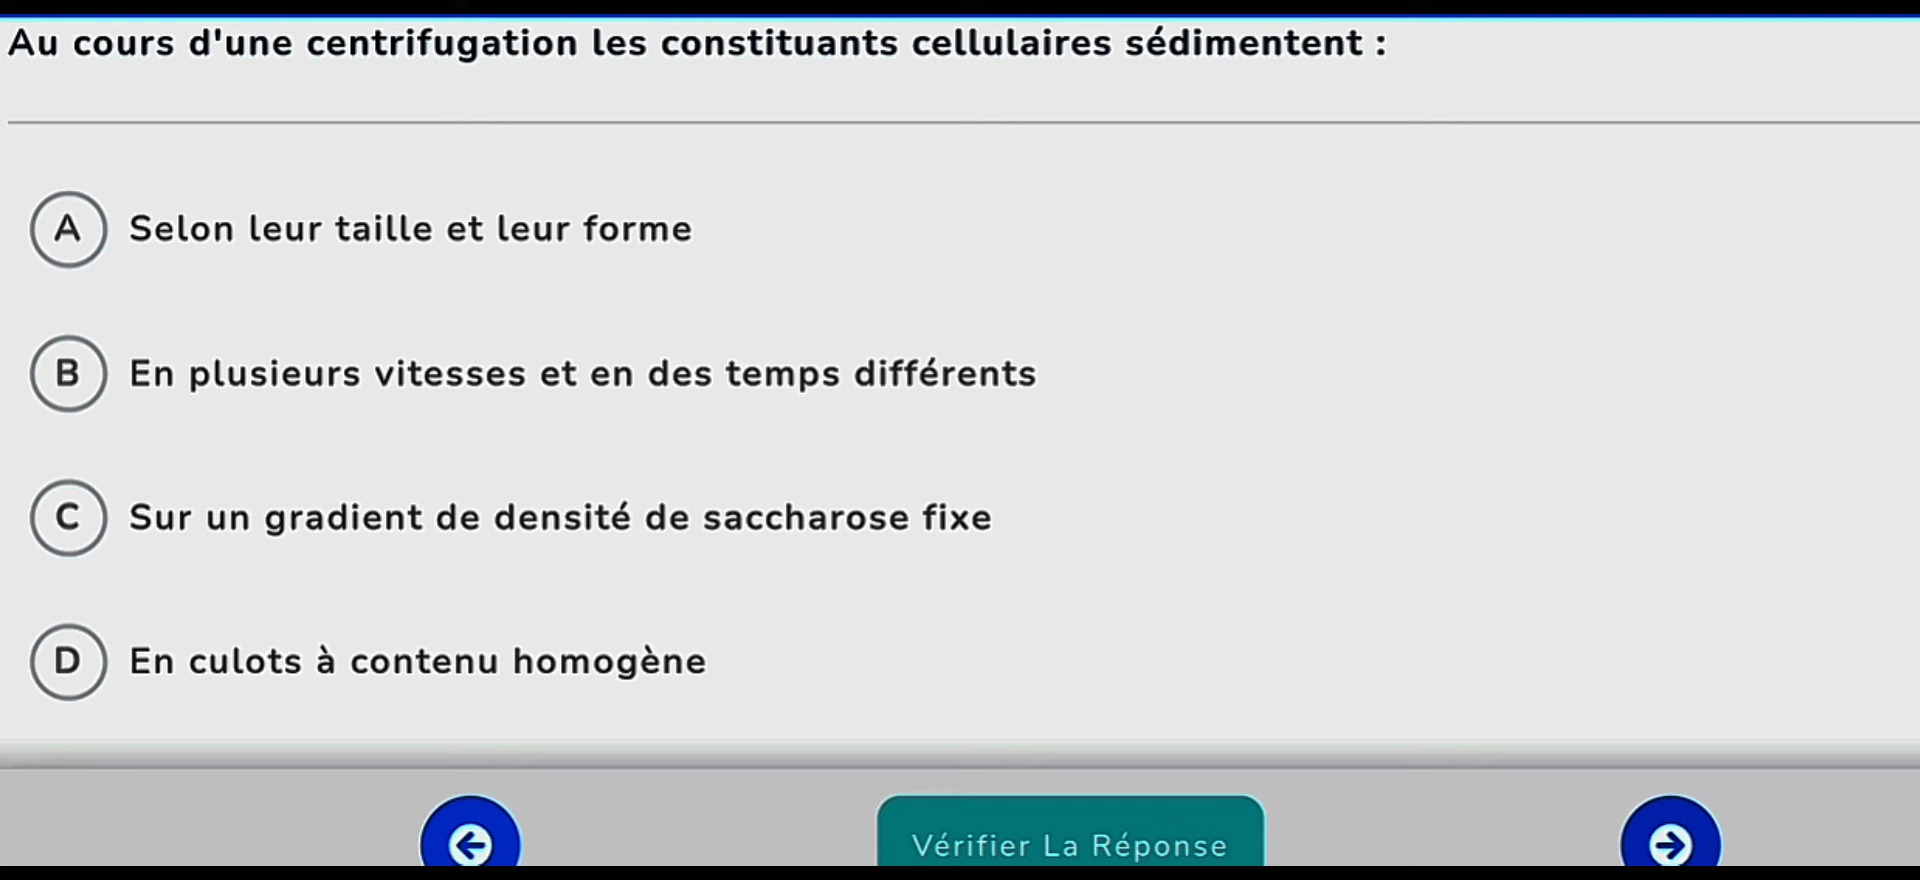 Au cours d'une centrifugation les constituants cellulaires sédimentent :
A Selon leur taille et leur forme
B En plusieurs vitesses et en des temps différents
C Sur un gradient de densité de saccharose fixe
D En culots à contenu homogène
Vérifier La Réponse